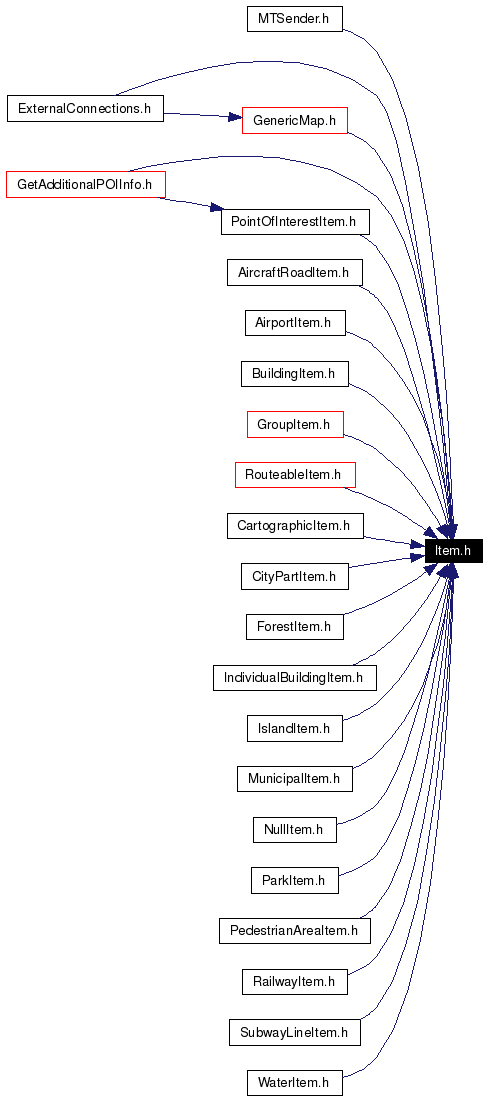 MTSender.h
ExternalConnections.h
GenericMap.h
GetAdditionalPOIInfo.h
PointOfInterestItem.h
AircraftRoadItem.h
AirportItem.h
BuildingItem.h
GroupItem.h
RouteableItem.h
CartographicItem.h
Item.h
CityPartItem.h
ForestItem.h
IndividualBuildingItem.h
IslandItem.h
MunicipalItem.h
NullItem.h
ParkItem.h
PedestrianAreaItem.h
RailwayItem.h
SubwayLineItem.h
WaterItem.h